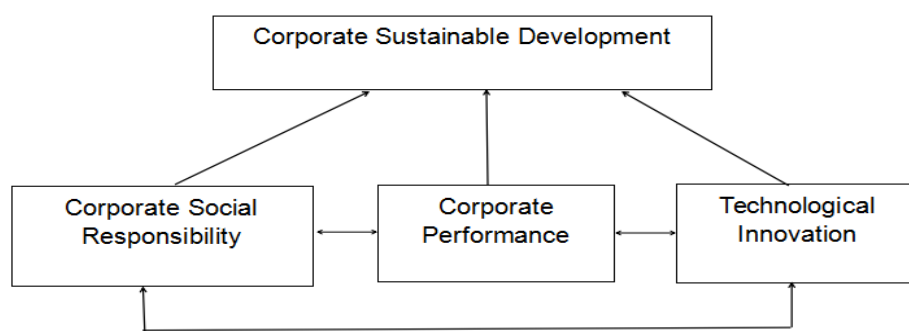 Corporate Sustainable Development
Corporate Social
Responsibility
Corporate
Performance
Technological
Innovation